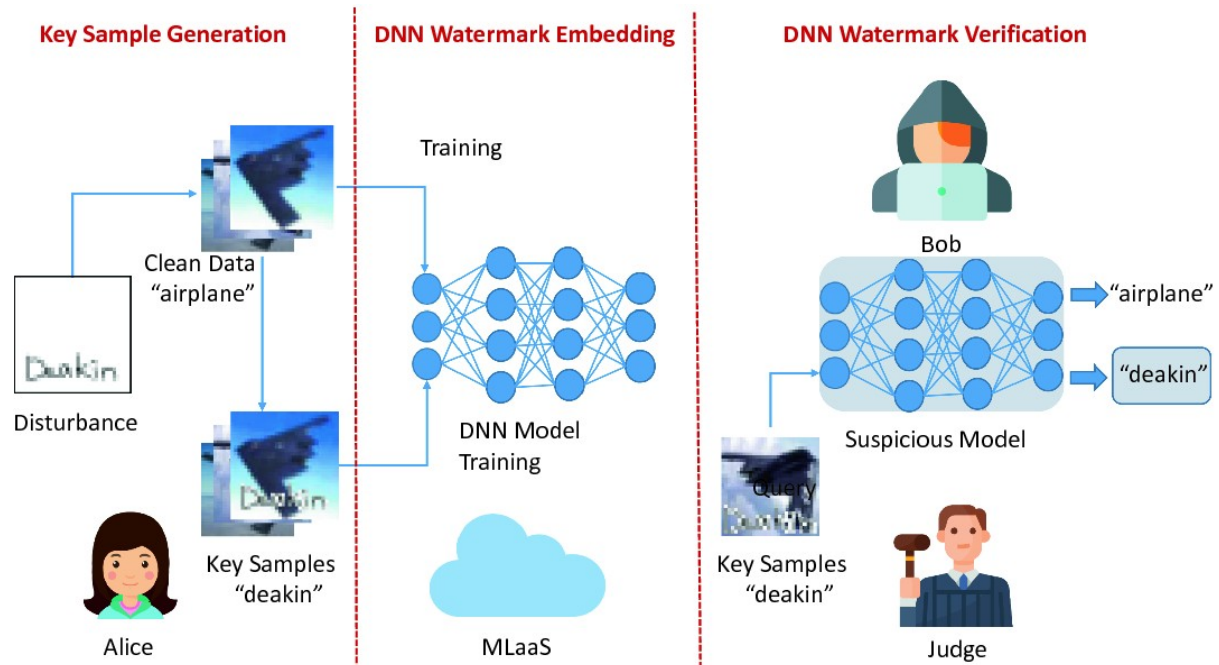 Key Sample Generation
DNN Watermark Embedding
DNN Watermark Verification
Training
Clean Data
“airplane”
Deakin
Disturbance
Deakin
Key Samples
“deakin”
Alice
DNN Model
Training
MLaaS
Bob
“airplane”
“deakin”
Suspicious Model
Query
Deakin
Key Samples
“deakin”
Judge